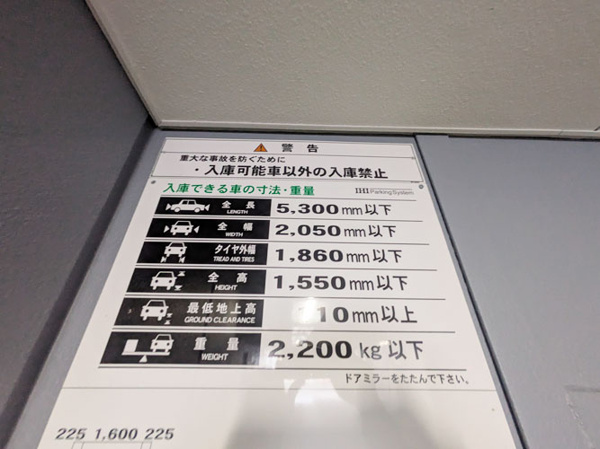 警 告
重大な事故を防ぐために
・入庫可能車以外の入庫禁止
入庫できる車の寸法・重量 IHI Parking System
全 長 LENGTH 5,300mm以下
全 幅 WIDTH 2,050mm以下
タイヤ外幅 TREAD AND TIRES 1,860mm以下
全 高 HEIGHT 1,550mm以下
最低地上高 GROUND CLEARANCE 10mm以上
重 量 WEIGHT 2,200kg以下
ドアミラーをたたんで下さい。
225 1,600 225